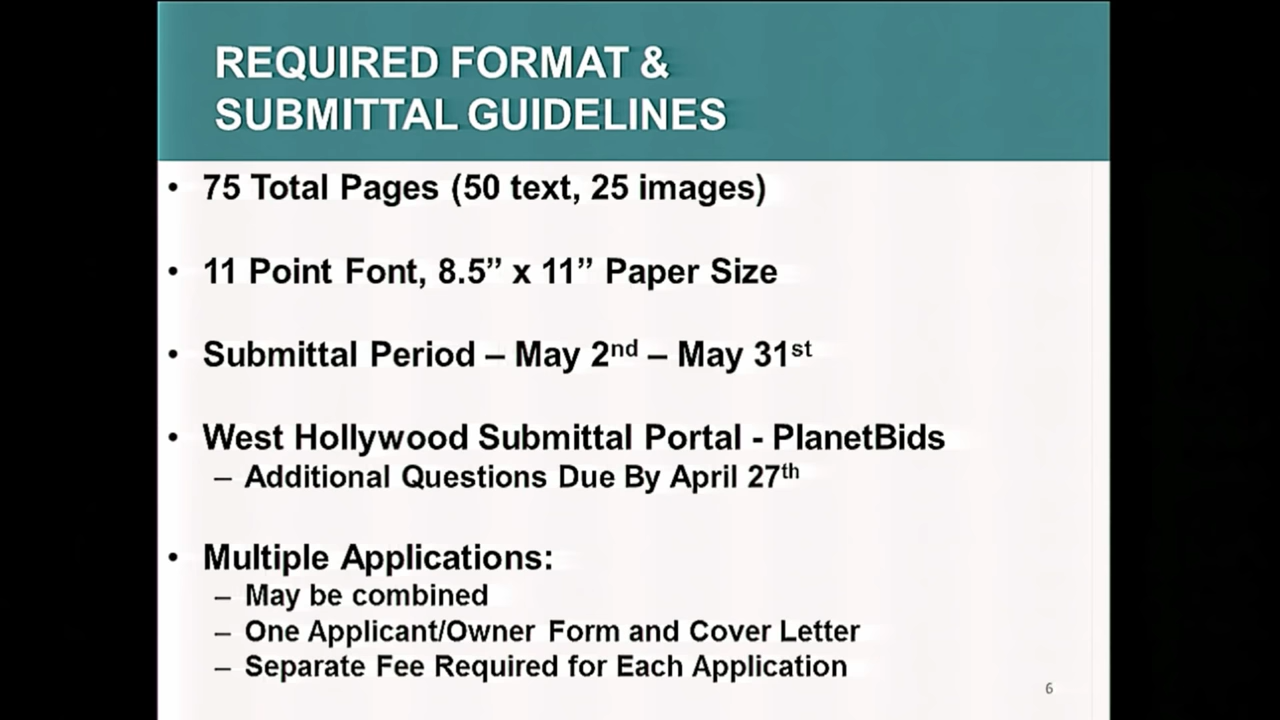 REQUIRED FORMAT &
SUBMITTAL GUIDELINES
• 75 Total Pages (50 text, 25 images)
• 11 Point Font, 8.5” x 11” Paper Size
• Submittal Period – May 2nd – May 31st
• West Hollywood Submittal Portal - PlanetBids
– Additional Questions Due By April 27th
• Multiple Applications:
– May be combined
– One Applicant/Owner Form and Cover Letter
– Separate Fee Required for Each Application
6